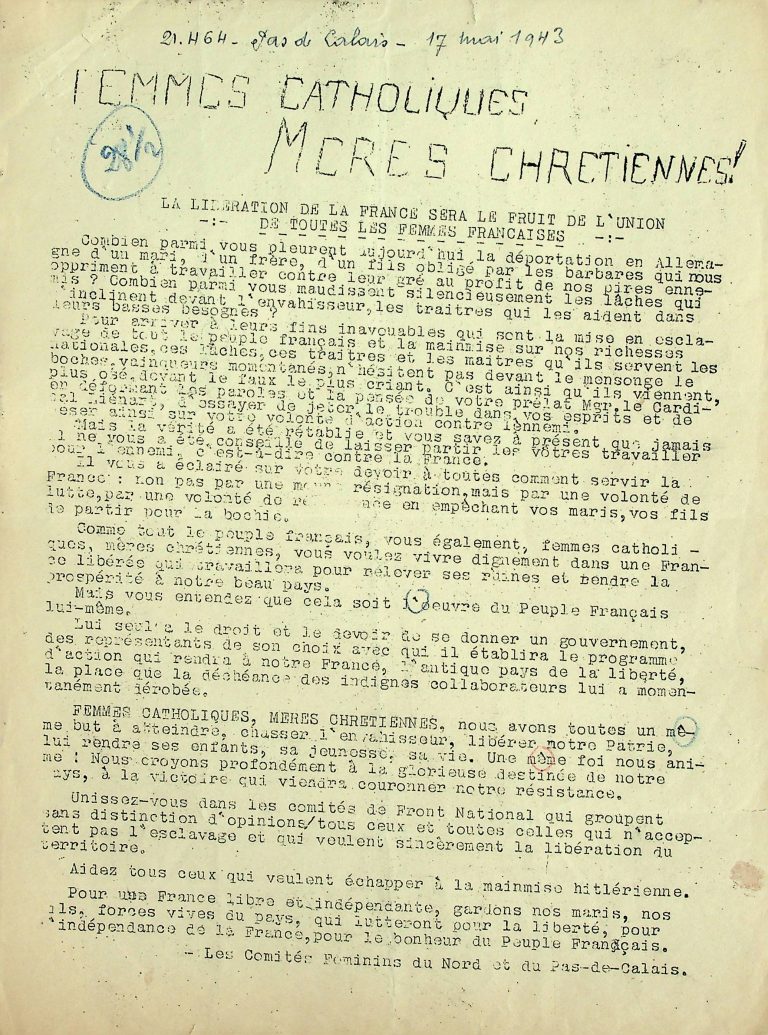 21.464 - Pas de Calais - 17 mai 1943
FEMMES CATHOLIQUES,
28 1/2
MERES CHRETIENNES!
LA LIBERATION DE LA FRANCE SERA LE FRUIT DE L'UNION
-:- DE TOUTES LES FEMMES FRANCAISES -:-
Combien parmi vous pleurent aujourd'hui la déportation en Allema-
gne d'un mari, d'un frère, d'un fils obligé par les barbares qui nous
oppriment à travailler contre leur gré au profit de nos pires enne-
mis ? Combien parmi vous maudissent silencieusement les lâches qui
s'inclinent devant l'envahisseur, les traitres qui les aident dans
leurs basses besognes ?
Pour arriver à leurs fins inavouables qui sont la mise en escla-
vage de tout le peuple français et la mainmise sur nos richesses
nationales, ces lâches, ces traitres et les maitres qu'ils servent les
boches, vainqueurs momentanés, n'hésitent pas devant le mensonge le
plus osé, devant le faux le plus criant. C'est ainsi qu'ils viennent,
en déformant les paroles et la pensée de votre prélat Mgr. le Cardi-
nal Liénart, d'essayer de jeter le trouble dans vos esprits et de
peser ainsi sur votre volonté d'action contre lennemi.
Mais la vérité a été rétablie et vous savez à présent que jamais
il ne vous a été conseillé de laisser partir les vôtres travailler
pour l'ennemi, c'est-à-dire contre la France.
Il vous a éclairé sur votre devoir à toutes comment servir la
France : non pas par une résignation, mais par une volonté de
lutte, par une volonté de en empêchant vos maris, vos fils
de partir pour la bochie.
Comme tout le peuple français, vous également, femmes catholi -
ques, mères chrétiennes, vous voulez vivre dignement dans une Fran-
ce libérée qui travaillera pour relever ses ruines et rendre la
prospérité à notre beau pays.
Mais vous entendez que cela soit l'oeuvre du Peuple Français
lui-même.
Lui seul a le droit et le devoir de se donner un gouvernement,
des représentants de son choix avec qui il établira le programme
d'action qui rendra à notre France, l'antique pays de la liberté,
la place que la déchéance des indignes collaborateurs lui a momen-
tanément dérobée.
FEMMES CATHOLIQUES, MERES CHRETIENNES, nous avons toutes un mê-
me but à atteindre, chasser l'envahisseur, libérer notre Patrie,
lui rendre ses enfants, sa jeunesse, sa vie. Une même foi nous ani-
me ! Nous croyons profondément à la glorieuse destinée de notre
pays, à la victoire qui viendra couronner notre résistance.
Unissez-vous dans les comités de Front National qui groupent
sans distinction d'opinions/tous ceux et toutes celles qui n'accep-
tent pas l'esclavage et qui veulent sincèrement la libération du
territoire.
Aidez tous ceux qui veulent échapper à la mainmise hitlérienne.
Pour une France libre et indépendante, gardons nos maris, nos
fils, forces vives du pays, qui lutteront pour la liberté, pour
l'indépendance de la France, pour le bonheur du Peuple Français.
- Les Comités Féminins du Nord et du Pas-de-Calais.